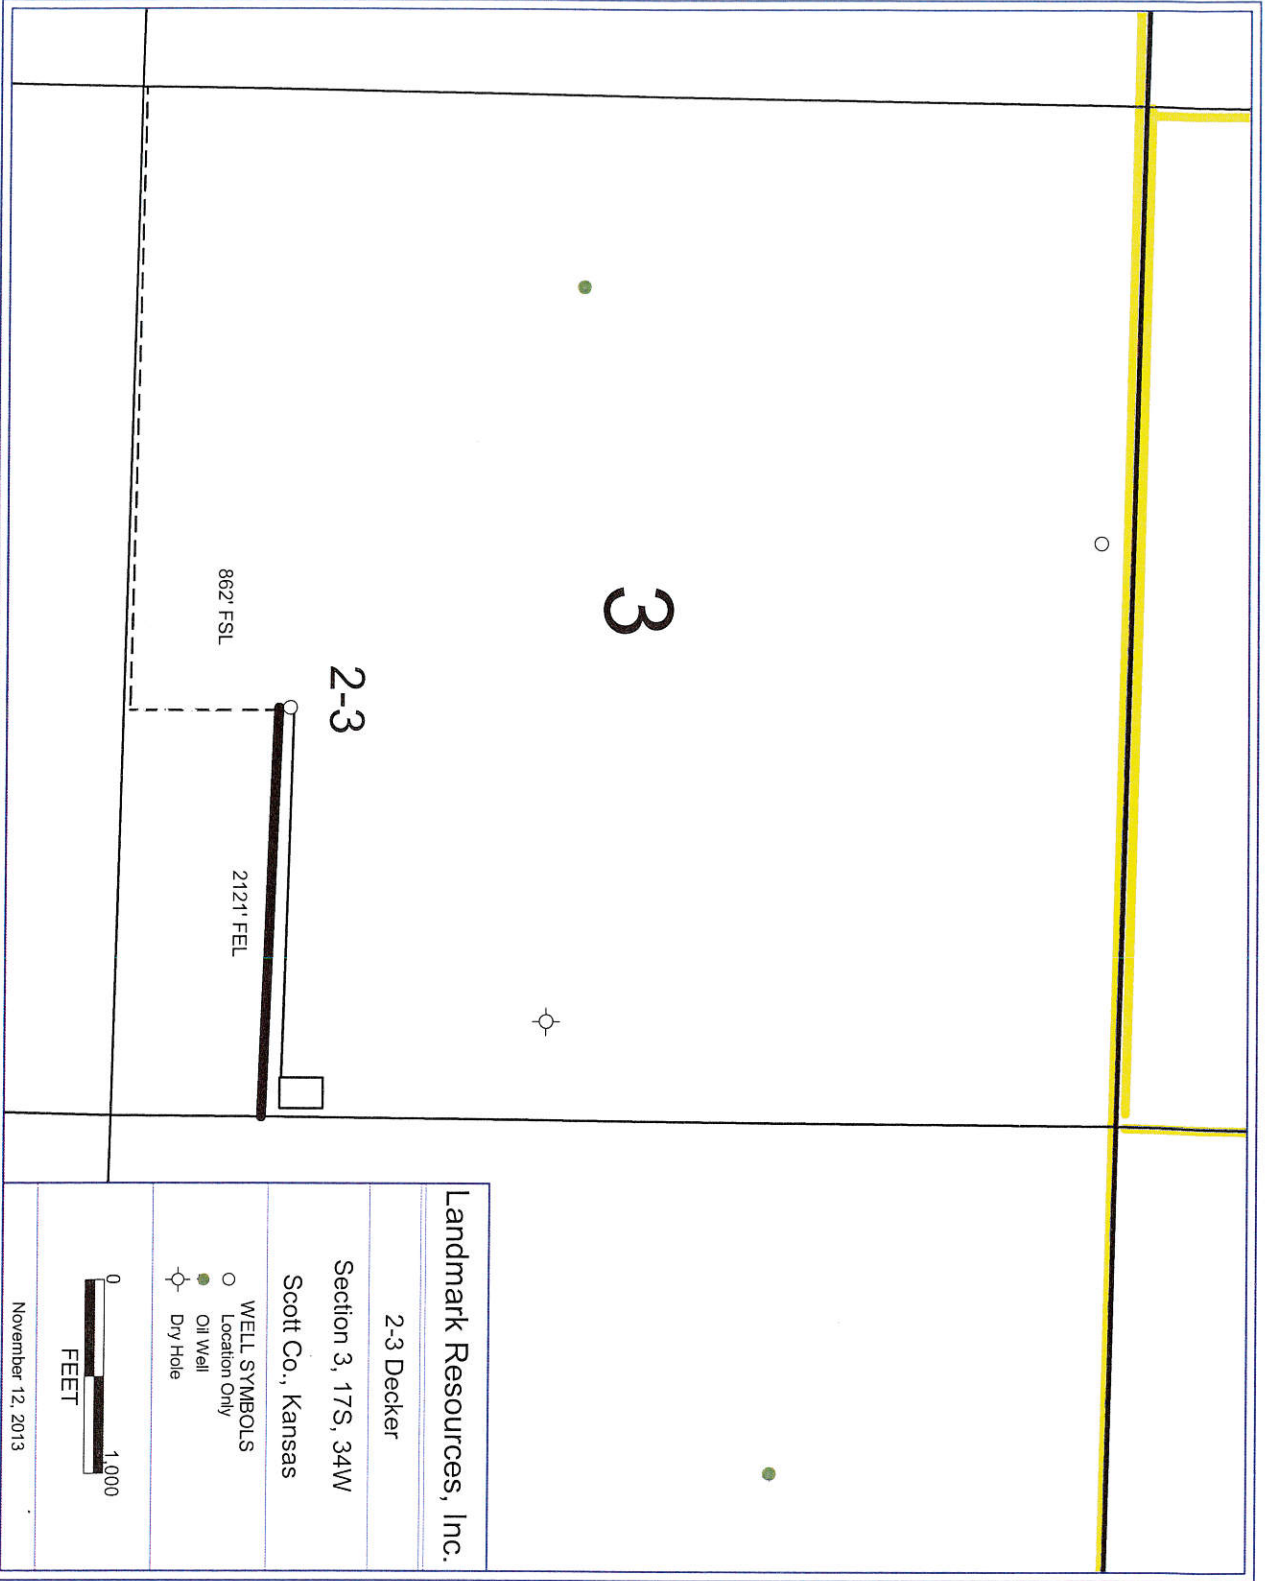 3
2-3
862' FSL
2121' FEL
Landmark Resources, Inc.
2-3 Decker
Section 3, 17S, 34W
Scott Co., Kansas
WELL SYMBOLS
Location Only
Oil Well
Dry Hole
0 1,000
FEET
November 12, 2013